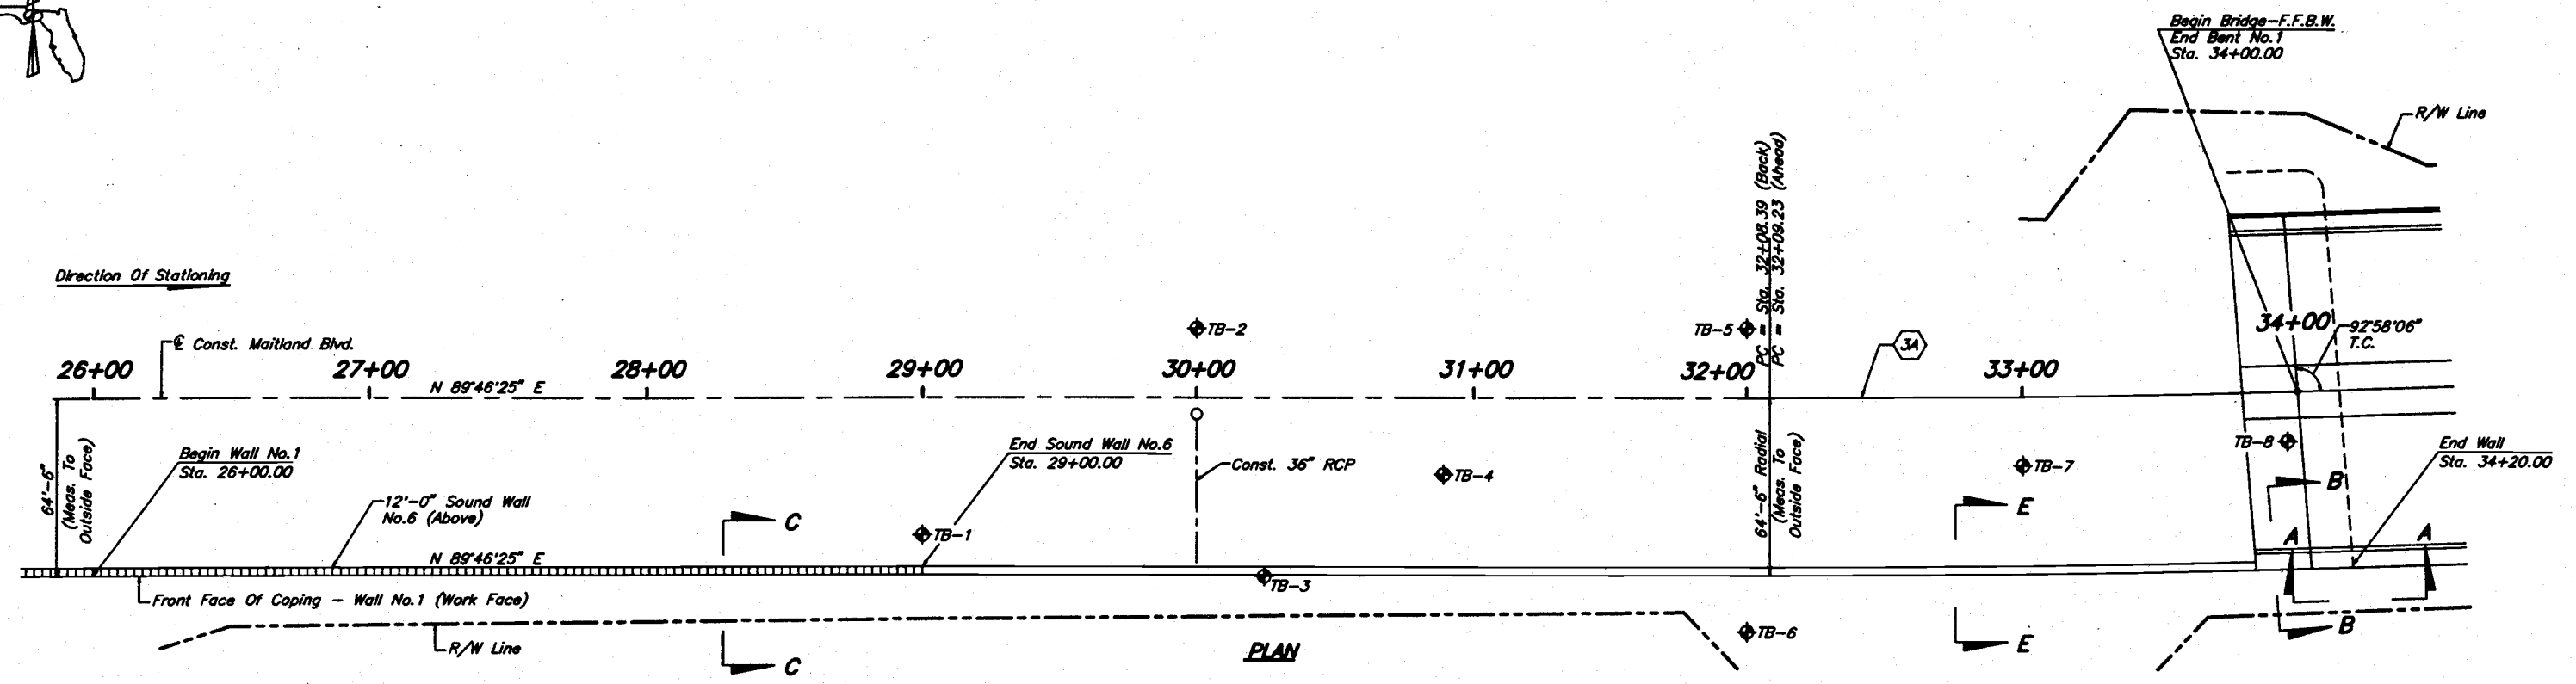 Begin Bridge-F.F.B.W.
End Bent No.1
Sta. 34+00.00
R/W Line
Direction Of Stationing
℄ Const. Maitland Blvd.
26+00
27+00
28+00
29+00
30+00
31+00
32+00
33+00
34+00
N 89°46'25" E
TB-2
TB-5
PC = Sta. 32+08.39 (Back)
PC = Sta. 32+09.23 (Ahead)
3A
92°58'06"
T.C.
64'-6"
(Meas. To
Outside Face)
Begin Wall No.1
Sta. 26+00.00
12'-0" Sound Wall
No.6 (Above)
C
TB-1
End Sound Wall No.6
Sta. 29+00.00
Const. 36" RCP
TB-4
64'-6" Radial
(Meas. To
Outside Face)
TB-7
E
TB-8
B
End Wall
Sta. 34+20.00
A
A
N 89°46'25" E
Front Face Of Coping - Wall No.1 (Work Face)
TB-3
R/W Line
C
PLAN
TB-6
E
B